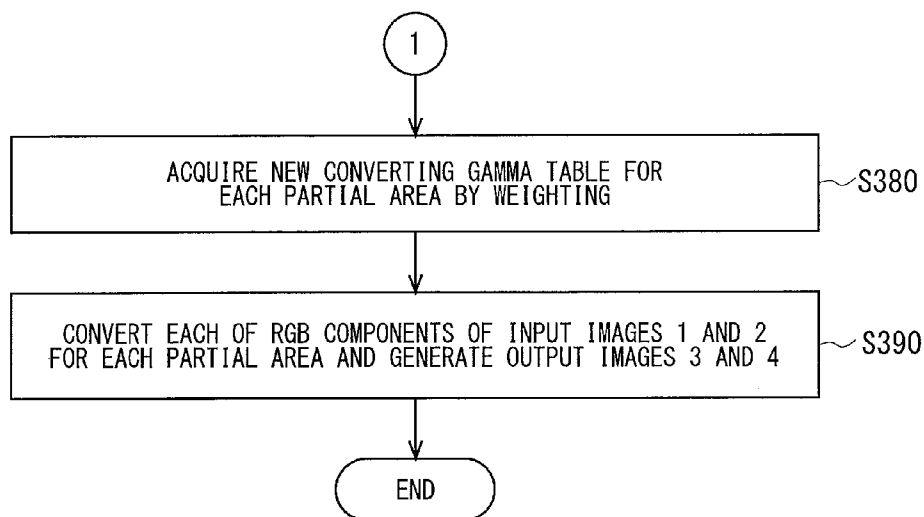 1
ACQUIRE NEW CONVERTING GAMMA TABLE FOR
EACH PARTIAL AREA BY WEIGHTING
S380
CONVERT EACH OF RGB COMPONENTS OF INPUT IMAGES 1 AND 2
FOR EACH PARTIAL AREA AND GENERATE OUTPUT IMAGES 3 AND 4
S390
END